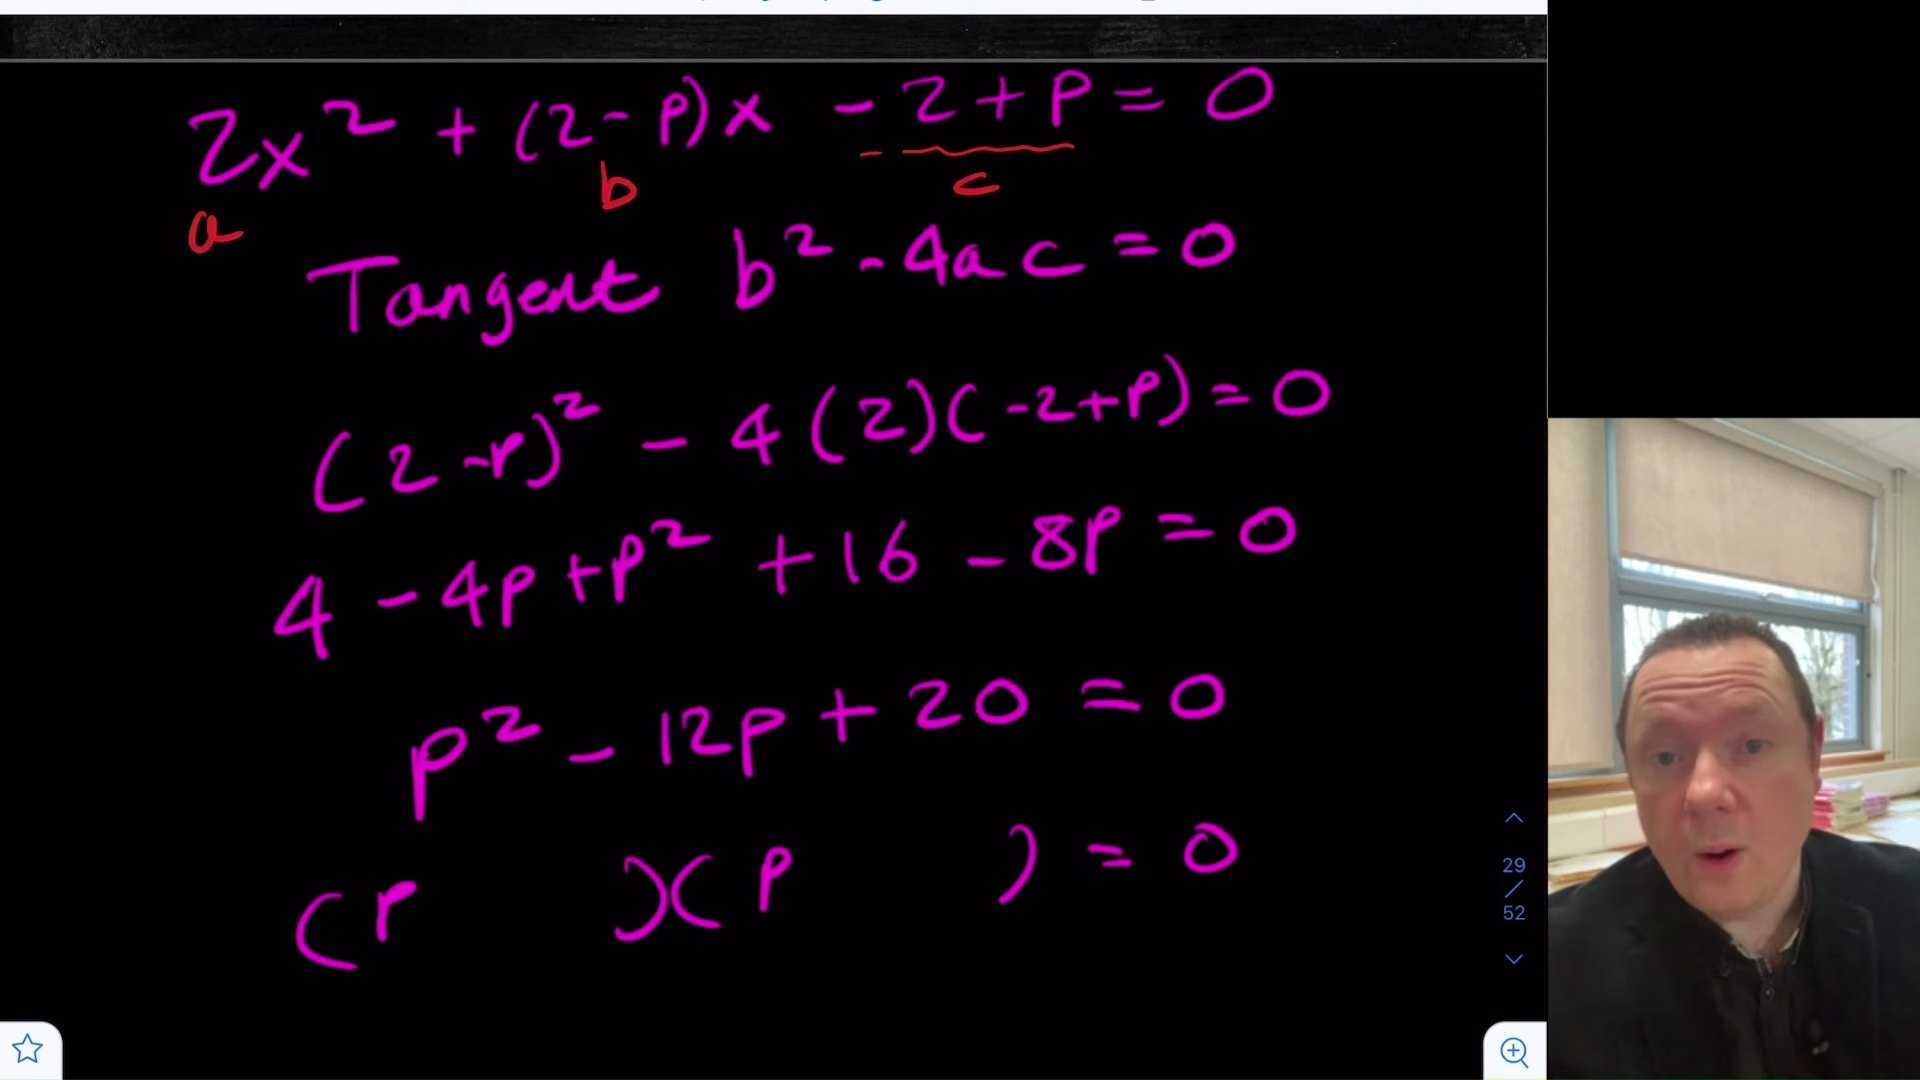 2x² + (2 - p)x - 2 + p = 0
a b c
Tangent b² - 4ac = 0
(2 - p)² - 4(2)(-2+p) = 0
4 - 4p + p² + 16 - 8p = 0
p² - 12p + 20 = 0
(p )(p ) = 0
29
/
52